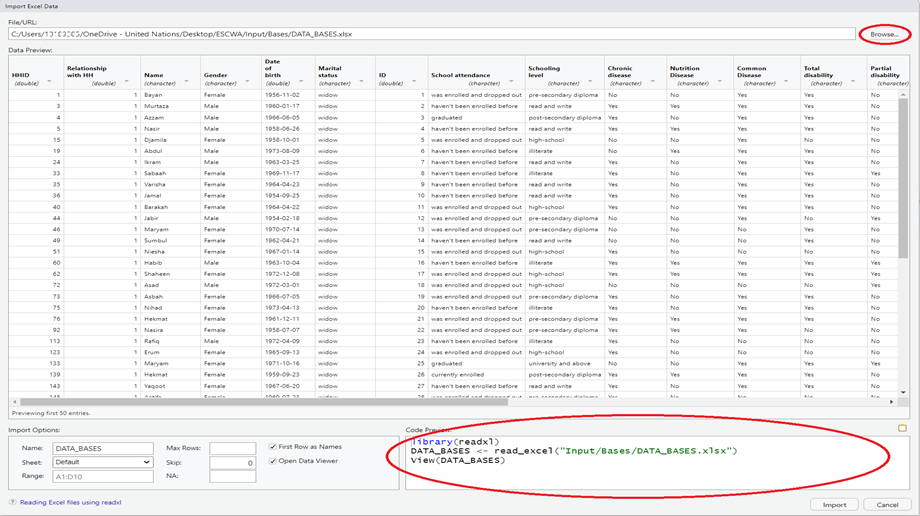 Import Excel Data
File/URL:
OneDrive - United Nations/Desktop/ESCWA/Input/Bases/DATA_BASES.xlsx Browse...
Data Preview:
HHID (double) Relationship with HH (double) Name (character) Gender (character) Date of birth (double) Marital status (character) ID (double) School attendance (character) Schooling level (character) Chronic disease (character) Nutrition Disease (character) Common Disease (character) Total disability (character) Partial disability (character)
1 1 Bayan Female 1956-11-02 widow 1 was enrolled and dropped out pre-secondary diploma No No Yes Yes No
3 1 Murtaza Male 1960-01-17 widow 2 haven't been enrolled before read and write Yes Yes Yes Yes No
4 1 Azzam Male 1966-06-05 widow 3 graduated post-secondary diploma Yes No Yes Yes No
5 1 Nasir Male 1958-06-26 widow 4 haven't been enrolled before read and write Yes Yes No Yes No
15 1 Djamila Female 1958-10-01 widow 5 was enrolled and dropped out high-school No No Yes Yes No
19 1 Abdul Male 1973-08-09 widow 6 haven't been enrolled before illiterate No Yes Yes Yes No
24 1 Ikram Male 1963-03-25 widow 7 haven't been enrolled before read and write Yes No Yes Yes No
33 1 Sabaah Female 1969-11-17 widow 8 haven't been enrolled before illiterate Yes No No Yes Yes
35 1 Varisha Female 1964-04-23 widow 9 haven't been enrolled before read and write Yes No Yes Yes No
36 1 Jamal Female 1954-09-25 widow 10 haven't been enrolled before read and write Yes No Yes Yes No
40 1 Barakah Female 1964-04-22 widow 11 was enrolled and dropped out high-school Yes Yes Yes Yes No
44 1 Jabir Male 1954-02-18 widow 12 was enrolled and dropped out pre-secondary diploma No No Yes No Yes
46 1 Maryam Female 1970-07-14 widow 13 was enrolled and dropped out pre-secondary diploma Yes No Yes Yes No
49 1 Sumbul Male 1962-04-21 widow 14 haven't been enrolled before read and write No No Yes Yes No
51 1 Niesha Female 1967-01-14 widow 15 was enrolled and dropped out high-school Yes No Yes No No
60 1 Habib Male 1963-10-04 widow 16 haven't been enrolled before illiterate Yes Yes Yes Yes Yes
62 1 Shaheen Female 1972-12-08 widow 17 was enrolled and dropped out high-school Yes Yes Yes Yes Yes
72 1 Asad Male 1972-03-01 widow 18 was enrolled and dropped out high-school No No Yes No Yes
73 1 Asbah Female 1966-07-05 widow 19 was enrolled and dropped out pre-secondary diploma Yes No Yes Yes No
75 1 Nihad Female 1973-04-13 widow 20 haven't been enrolled before illiterate Yes No Yes Yes No
76 1 Hekmat Female 1961-12-11 widow 21 was enrolled and dropped out pre-secondary diploma Yes Yes Yes Yes No
92 1 Nasira Female 1958-07-07 widow 22 was enrolled and dropped out pre-secondary diploma Yes Yes No No No
113 1 Rafiq Male 1972-04-09 widow 23 haven't been enrolled before illiterate Yes No Yes Yes No
123 1 Erum Female 1965-09-13 widow 24 was enrolled and dropped out high-school Yes No Yes No No
133 1 Maryam Female 1971-10-16 widow 25 graduated university and above No No Yes Yes Yes
139 1 Hekmat Female 1959-09-23 widow 26 currently enrolled post-secondary diploma Yes Yes Yes Yes No
143 1 Yaqoot Female 1967-06-20 widow 27 haven't been enrolled before read and write Yes No Yes Yes No
Previewing first 50 entries.
Import Options: Code Preview:
Name: DATA_BASES Max Rows: First Row as Names
Sheet: Default Skip: 0 Open Data Viewer
Range: A1:D10 NA:
library(readxl)
DATA_BASES <- read_excel("Input/Bases/DATA_BASES.xlsx")
View(DATA_BASES)
Reading Excel files using readxl Import Cancel